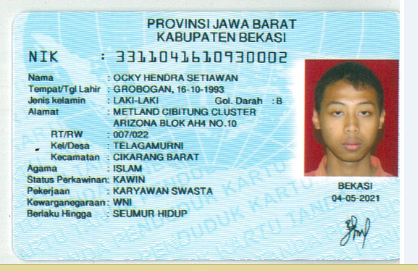 PROVINSI JAWA BARAT
KABUPATEN BEKASI
NIK : 3311041610930002
Nama : OCKY HENDRA SETIAWAN
Tempat/Tgl Lahir : GROBOGAN, 16-10-1993
Jenis kelamin : LAKI-LAKI Gol. Darah : B
Alamat : METLAND CIBITUNG CLUSTER
ARIZONA BLOK AH4 NO.10
RT/RW : 007/022
Kel/Desa : TELAGAMURNI
Kecamatan : CIKARANG BARAT
Agama : ISLAM
Status Perkawinan: KAWIN
Pekerjaan : KARYAWAN SWASTA
Kewarganegaraan: WNI
Berlaku Hingga : SEUMUR HIDUP
BEKASI
04-05-2021